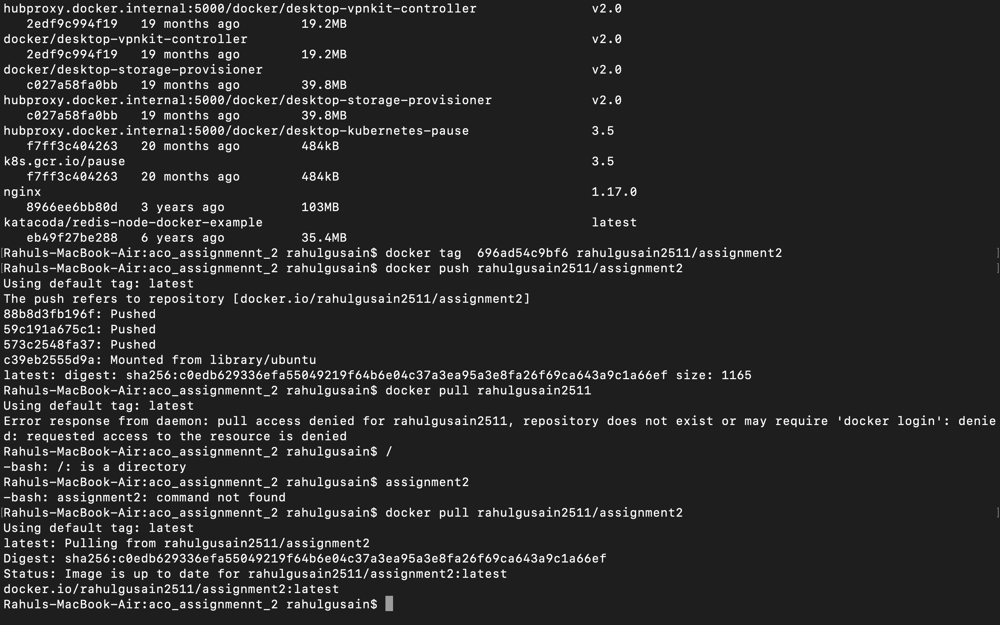 hubproxy.docker.internal:5000/docker/desktop-vpnkit-controller v2.0
2edf9c994f19 19 months ago 19.2MB
docker/desktop-vpnkit-controller v2.0
2edf9c994f19 19 months ago 19.2MB
docker/desktop-storage-provisioner v2.0
c027a58fa0bb 19 months ago 39.8MB
hubproxy.docker.internal:5000/docker/desktop-storage-provisioner v2.0
c027a58fa0bb 19 months ago 39.8MB
hubproxy.docker.internal:5000/docker/desktop-kubernetes-pause 3.5
f7ff3c404263 20 months ago 484kB
k8s.gcr.io/pause 3.5
f7ff3c404263 20 months ago 484kB
nginx 1.17.0
8966ee6bb80d 3 years ago 103MB
katacoda/redis-node-docker-example latest
eb49f27be288 6 years ago 35.4MB
[Rahuls-MacBook-Air:aco_assignmennt_2 rahulgusain$ docker tag  696ad54c9bf6 rahulgusain2511/assignment2 ]
[Rahuls-MacBook-Air:aco_assignmennt_2 rahulgusain$ docker push rahulgusain2511/assignment2 ]
Using default tag: latest
The push refers to repository [docker.io/rahulgusain2511/assignment2]
88b8d3fb196f: Pushed
59c191a675c1: Pushed
573c2548fa37: Pushed
c39eb2555d9a: Mounted from library/ubuntu
latest: digest: sha256:c0edb629336efa55049219f64b6e04c37a3ea95a3e8fa26f69ca643a9c1a66ef size: 1165
Rahuls-MacBook-Air:aco_assignmennt_2 rahulgusain$ docker pull rahulgusain2511
Using default tag: latest
Error response from daemon: pull access denied for rahulgusain2511, repository does not exist or may require 'docker login': denie
d: requested access to the resource is denied
Rahuls-MacBook-Air:aco_assignmennt_2 rahulgusain$ /
-bash: /: is a directory
Rahuls-MacBook-Air:aco_assignmennt_2 rahulgusain$ assignment2
-bash: assignment2: command not found
[Rahuls-MacBook-Air:aco_assignmennt_2 rahulgusain$ docker pull rahulgusain2511/assignment2 ]
Using default tag: latest
latest: Pulling from rahulgusain2511/assignment2
Digest: sha256:c0edb629336efa55049219f64b6e04c37a3ea95a3e8fa26f69ca643a9c1a66ef
Status: Image is up to date for rahulgusain2511/assignment2:latest
docker.io/rahulgusain2511/assignment2:latest
Rahuls-MacBook-Air:aco_assignmennt_2 rahulgusain$